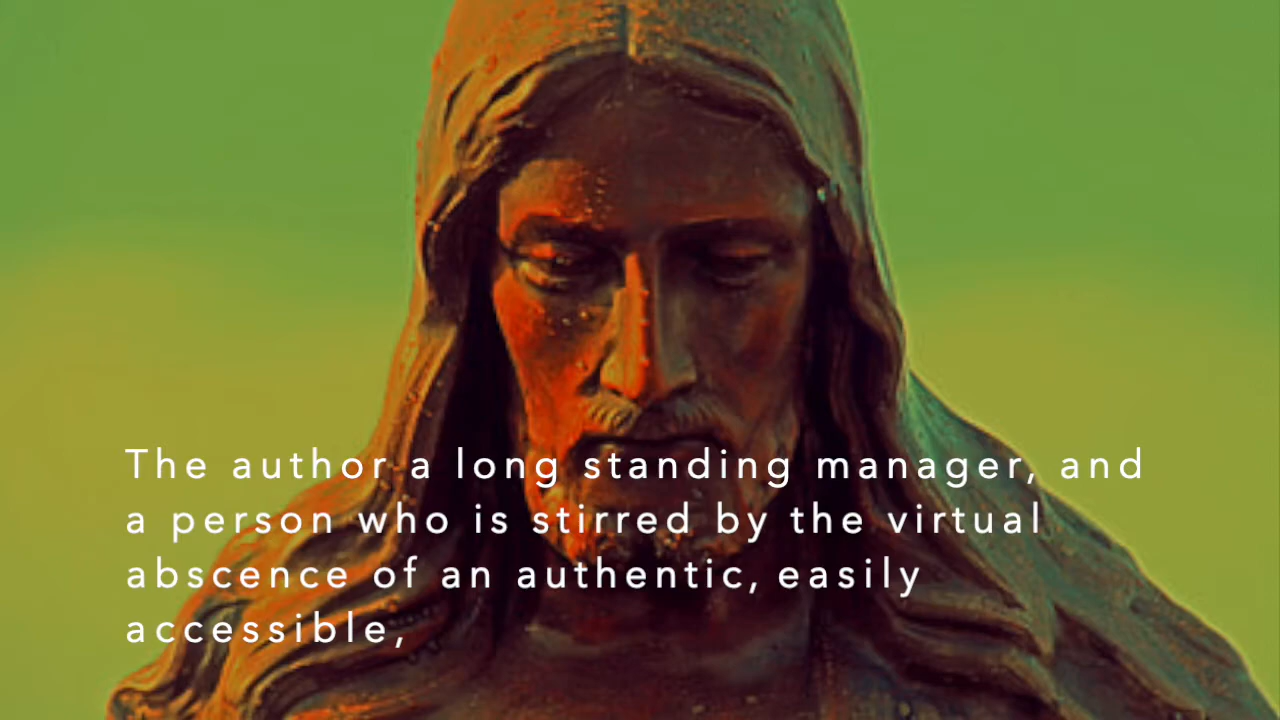 The author a long standing manager, and
a person who is stirred by the virtual
abscence of an authentic, easily
accessible,